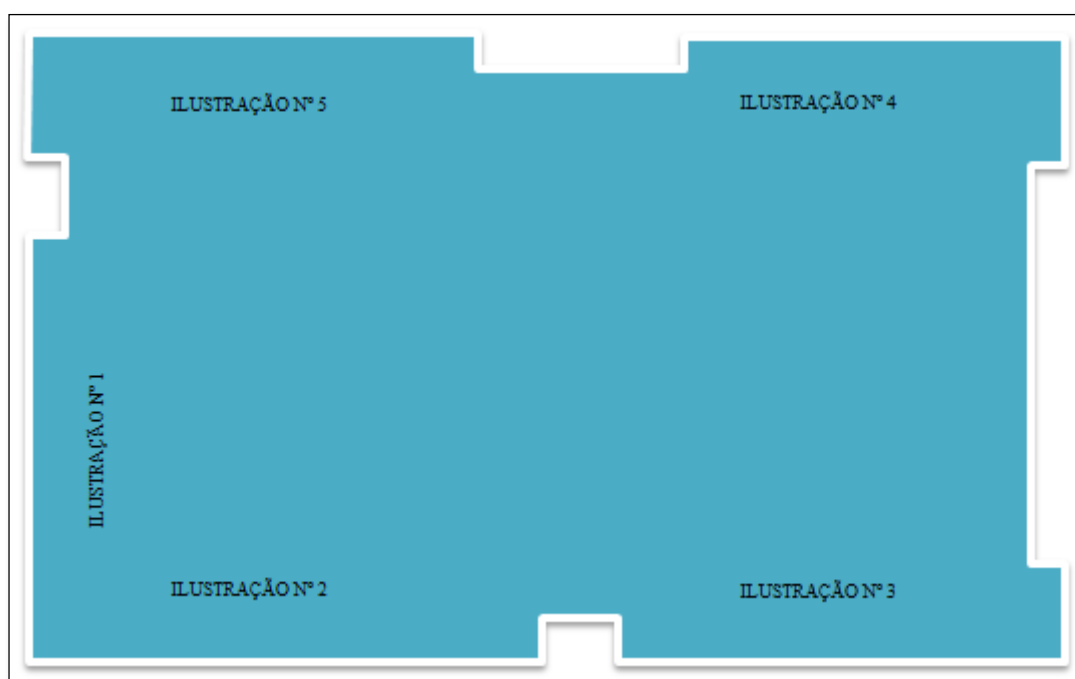 ILUSTRAÇÃO Nº 5
ILUSTRAÇÃO Nº 4
ILUSTRAÇÃO Nº 1
ILUSTRAÇÃO Nº 2
ILUSTRAÇÃO Nº 3